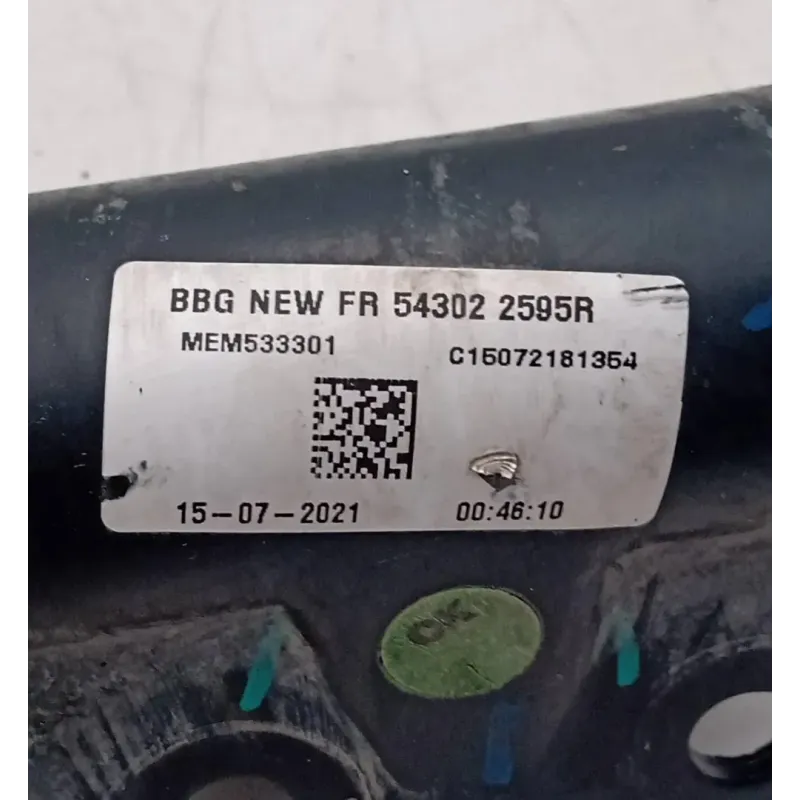 BBG NEW FR 54302 2595R
MEM533301 C15072181354
15-07-2021 00:46:10
OK